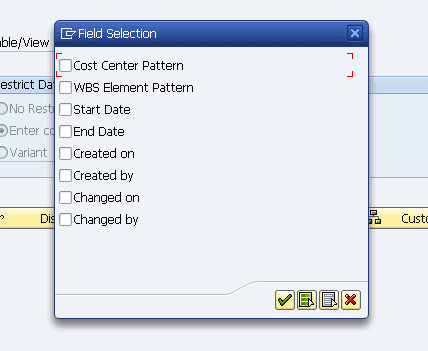 Field Selection
able/View
Cost Center Pattern
WBS Element Pattern
Start Date
End Date
Created on
Created by
Changed on
Changed by
estrict Dat
No Restri
Enter co
Variant
Dis
Custo